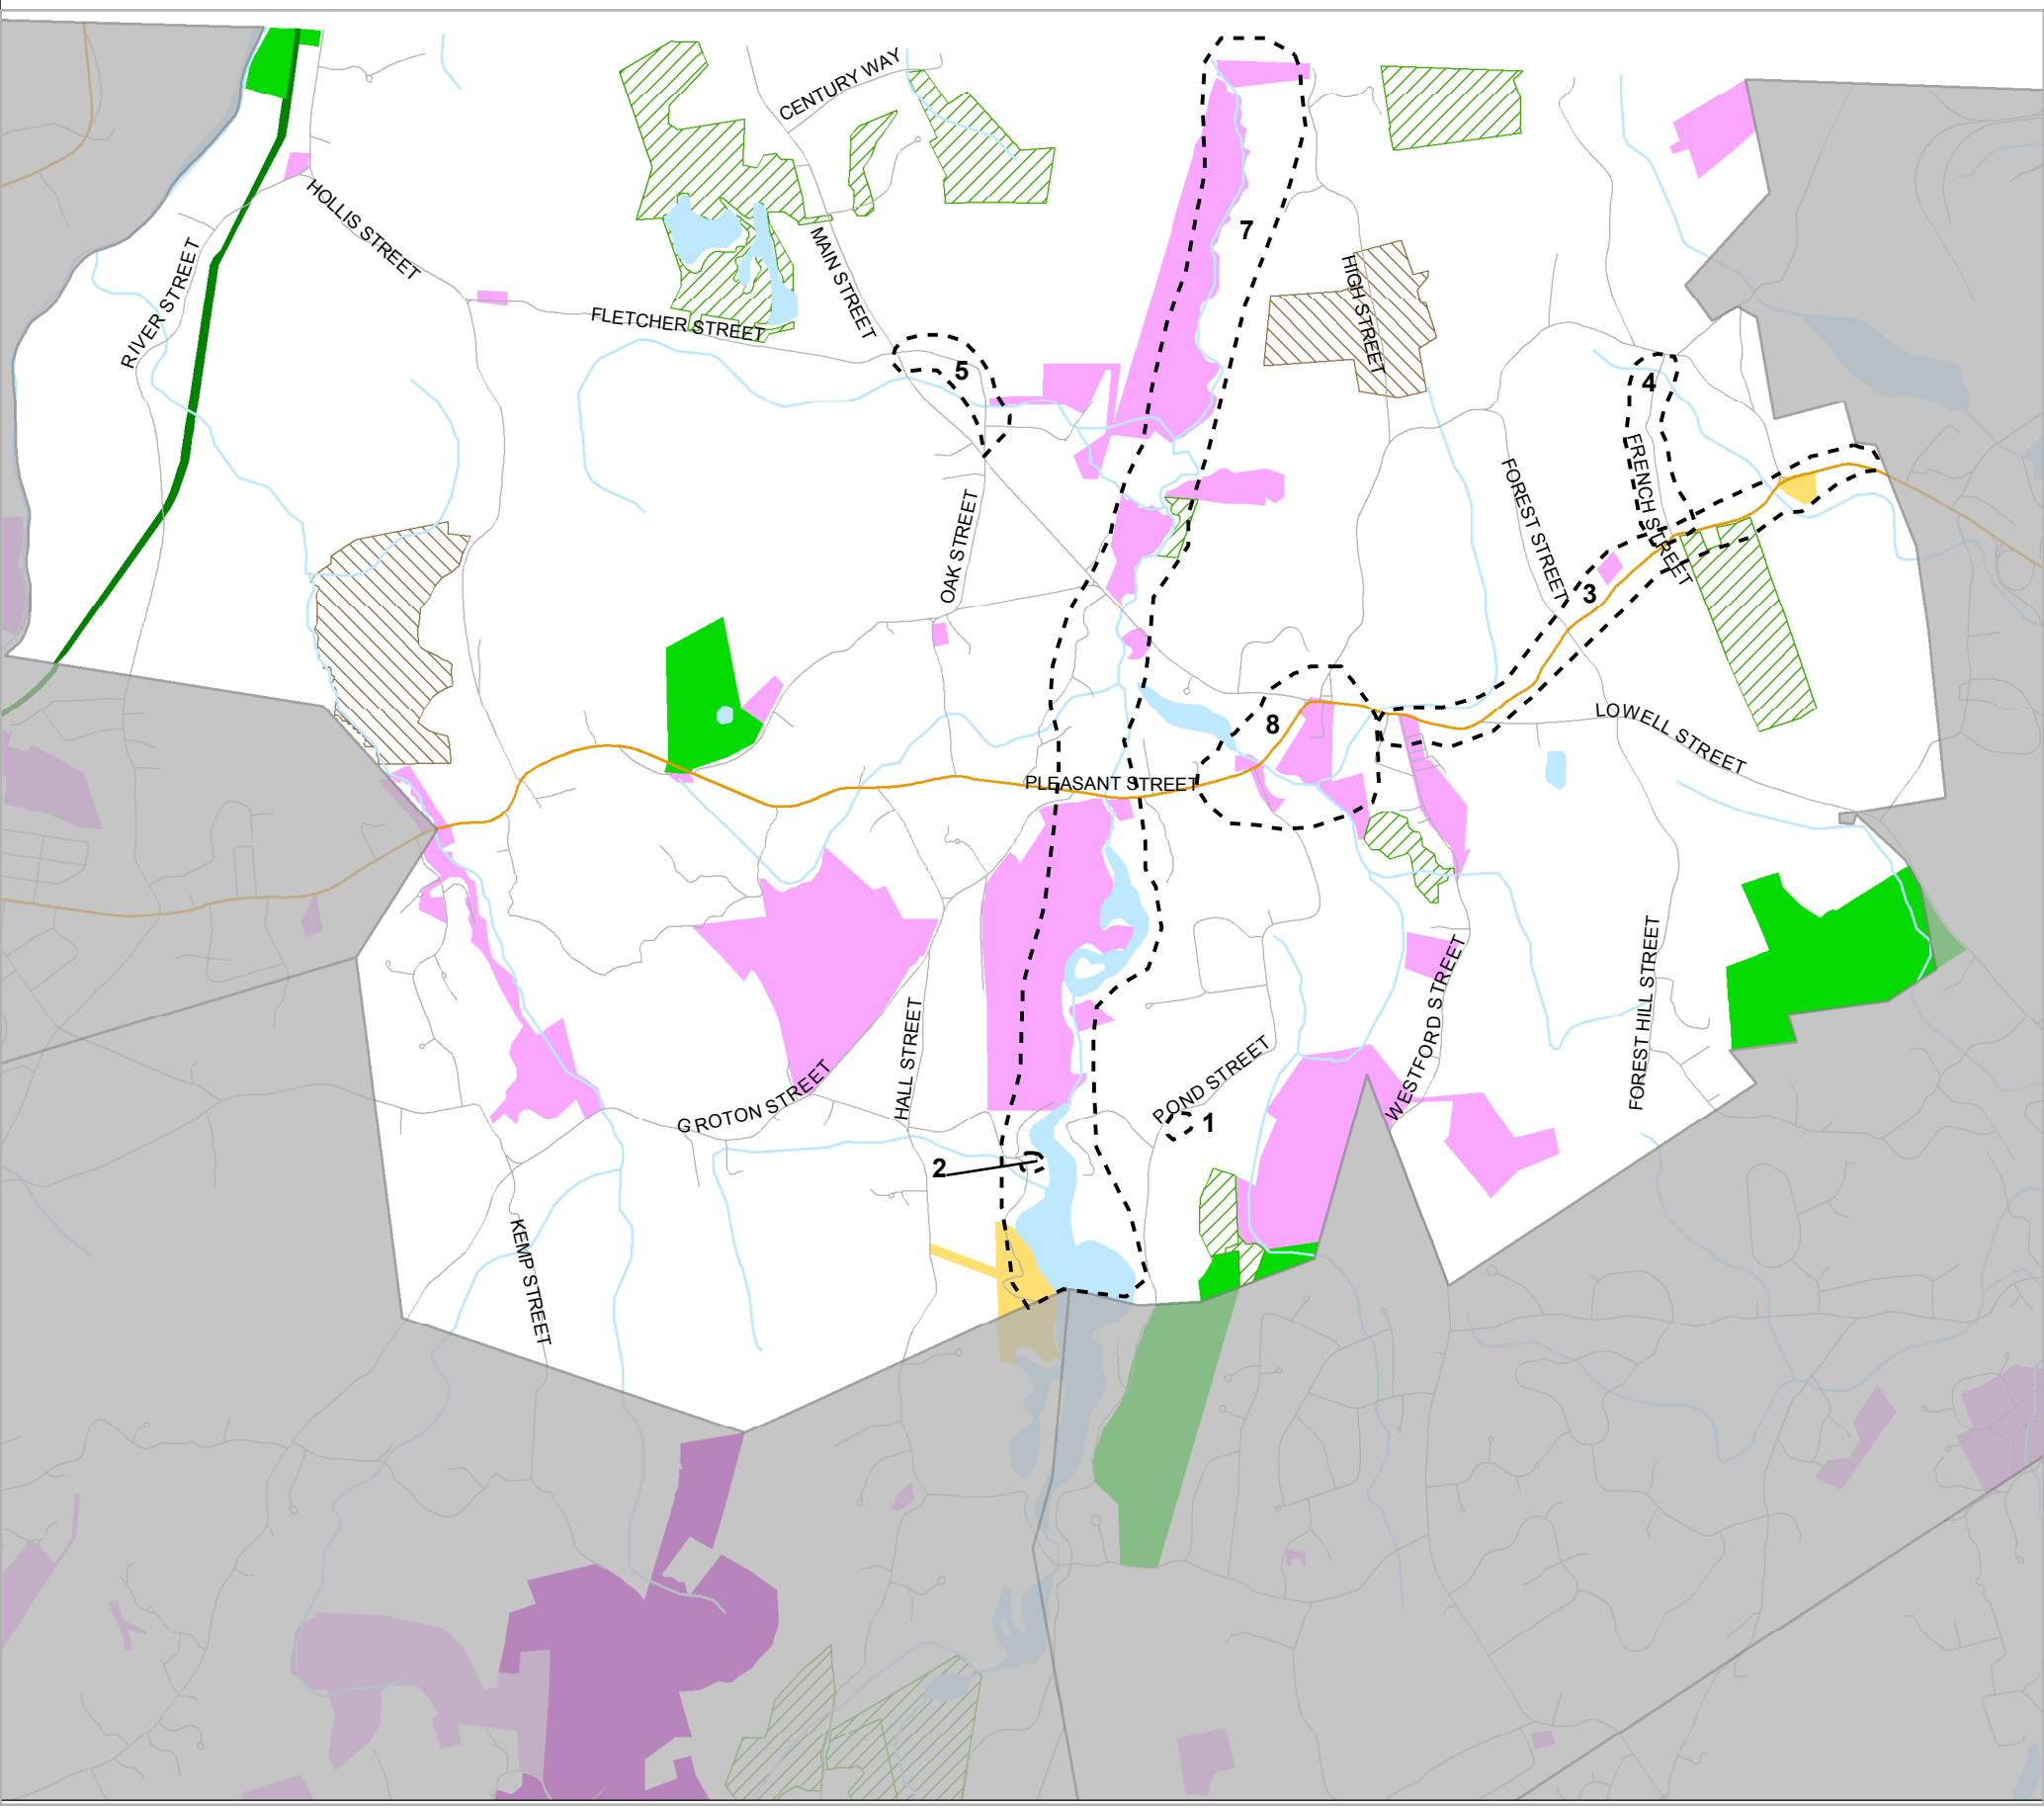 CENTURY WAY
HOLLIS STREET
7
RIVER STREET
MAIN STREET
HIGH STREET
FLETCHER STREET
5
4
FRENCH STREET
FOREST STREET
OAK STREET
3
LOWELL STREET
8
PLEASANT STREET
FOREST HILL STREET
WESTFORD STREET
HALL STREET
POND STREET
GROTON STREET
1
2
KEMP STREET